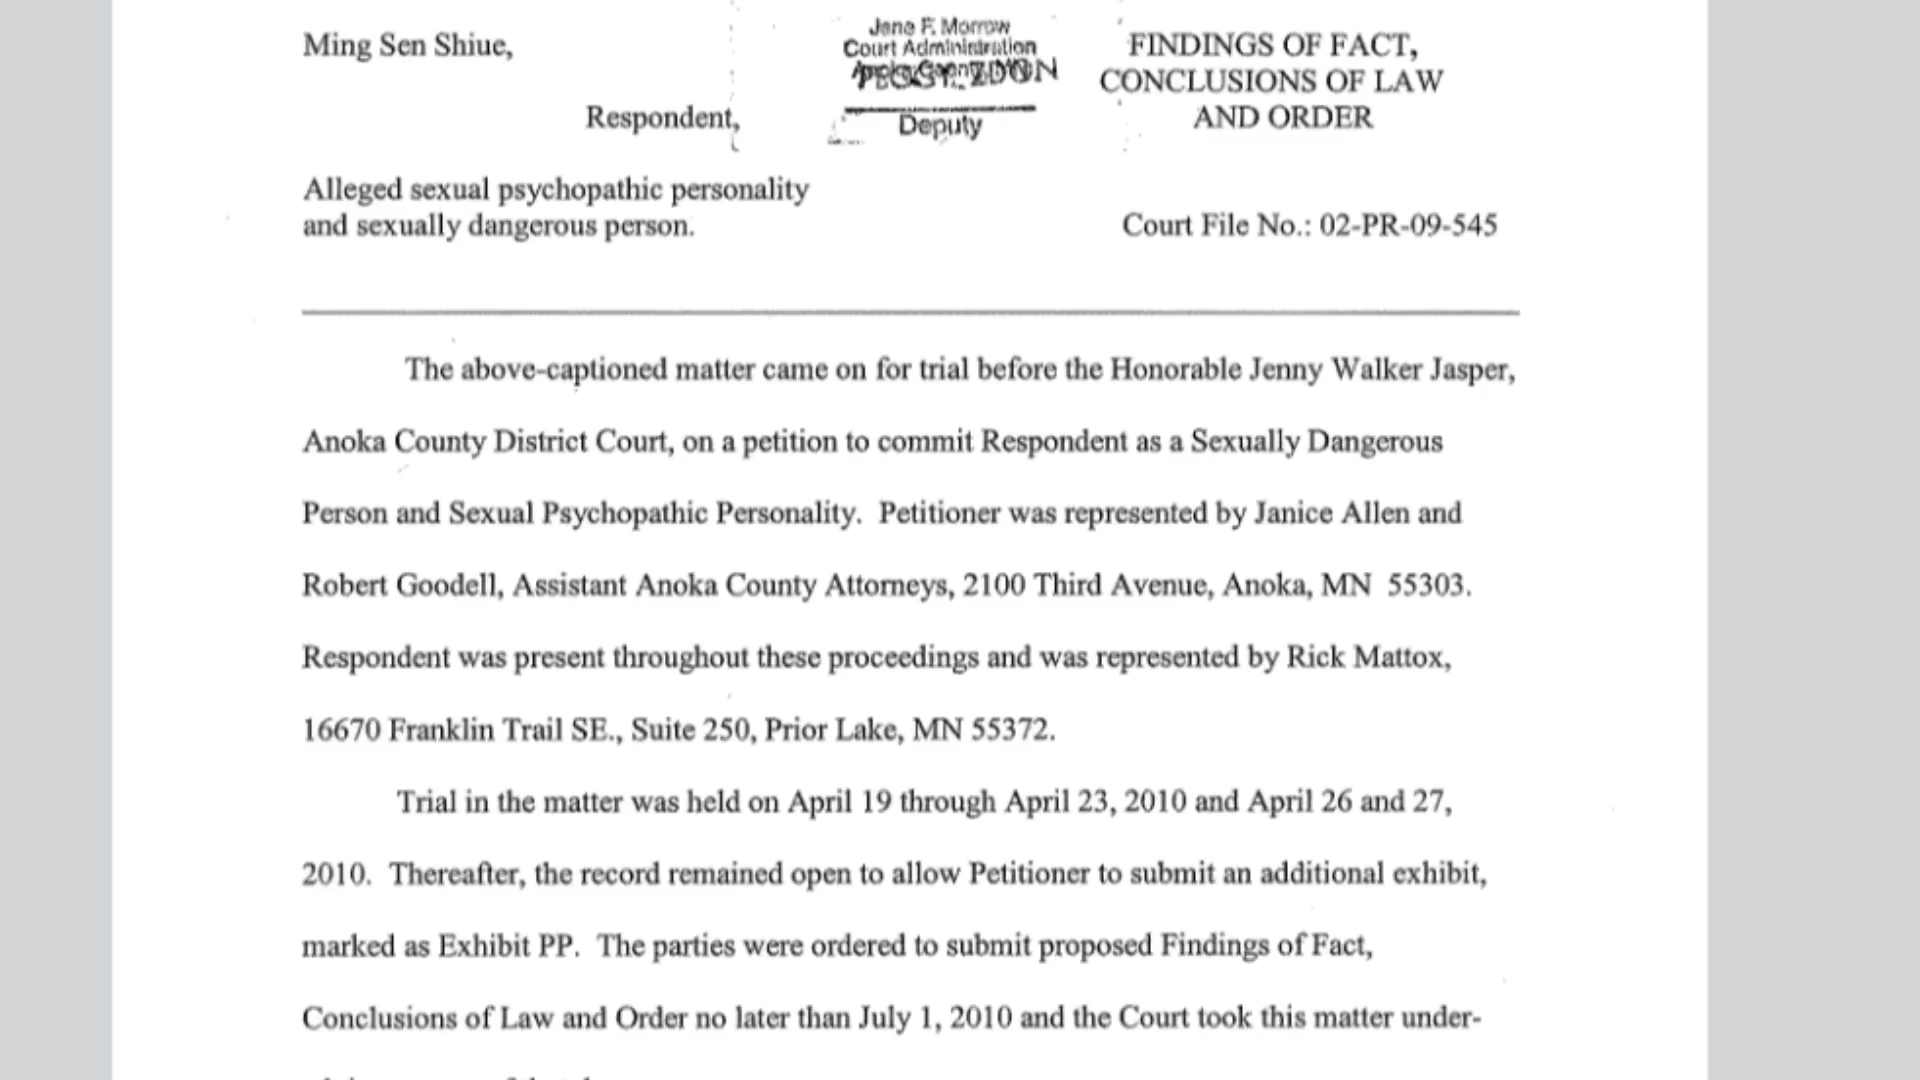 Ming Sen Shiue,
Respondent,
Jane F. Morrow
Court Administration
Deputy
FINDINGS OF FACT,
CONCLUSIONS OF LAW
AND ORDER
Alleged sexual psychopathic personality
and sexually dangerous person.
Court File No.: 02-PR-09-545
The above-captioned matter came on for trial before the Honorable Jenny Walker Jasper,
Anoka County District Court, on a petition to commit Respondent as a Sexually Dangerous
Person and Sexual Psychopathic Personality. Petitioner was represented by Janice Allen and
Robert Goodell, Assistant Anoka County Attorneys, 2100 Third Avenue, Anoka, MN 55303.
Respondent was present throughout these proceedings and was represented by Rick Mattox,
16670 Franklin Trail SE., Suite 250, Prior Lake, MN 55372.
Trial in the matter was held on April 19 through April 23, 2010 and April 26 and 27,
2010. Thereafter, the record remained open to allow Petitioner to submit an additional exhibit,
marked as Exhibit PP. The parties were ordered to submit proposed Findings of Fact,
Conclusions of Law and Order no later than July 1, 2010 and the Court took this matter under-